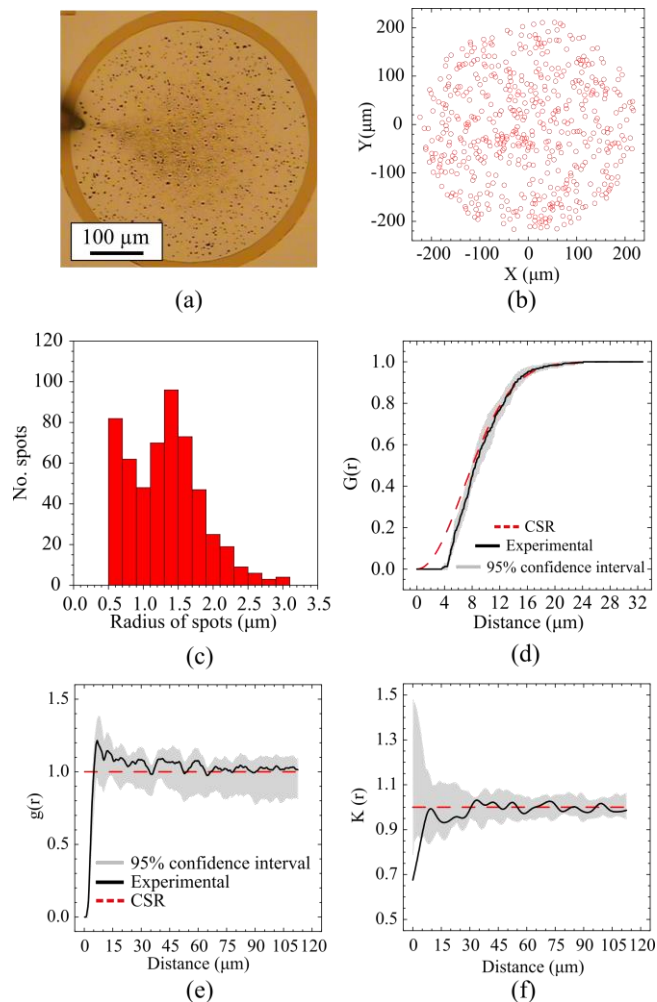 100 μm
(a)
200
100
0
-100
-200
Y(μm)
-200 -100 0 100 200
X (μm)
(b)
120
100
80
60
40
20
0
No. spots
0.0 0.5 1.0 1.5 2.0 2.5 3.0 3.5
Radius of spots (μm)
(c)
1.0
0.8
0.6
0.4
0.2
0.0
G(r)
CSR
Experimental
95% confidence interval
0 4 8 12 16 20 24 28 32
Distance (μm)
(d)
1.5
1.0
0.5
0.0
g(r)
95% confidence interval
Experimental
CSR
0 15 30 45 60 75 90 105 120
Distance (μm)
(e)
1.5
1.3
1.1
0.9
0.7
0.5
K (r)
0 15 30 45 60 75 90 105 120
Distance (μm)
(f)